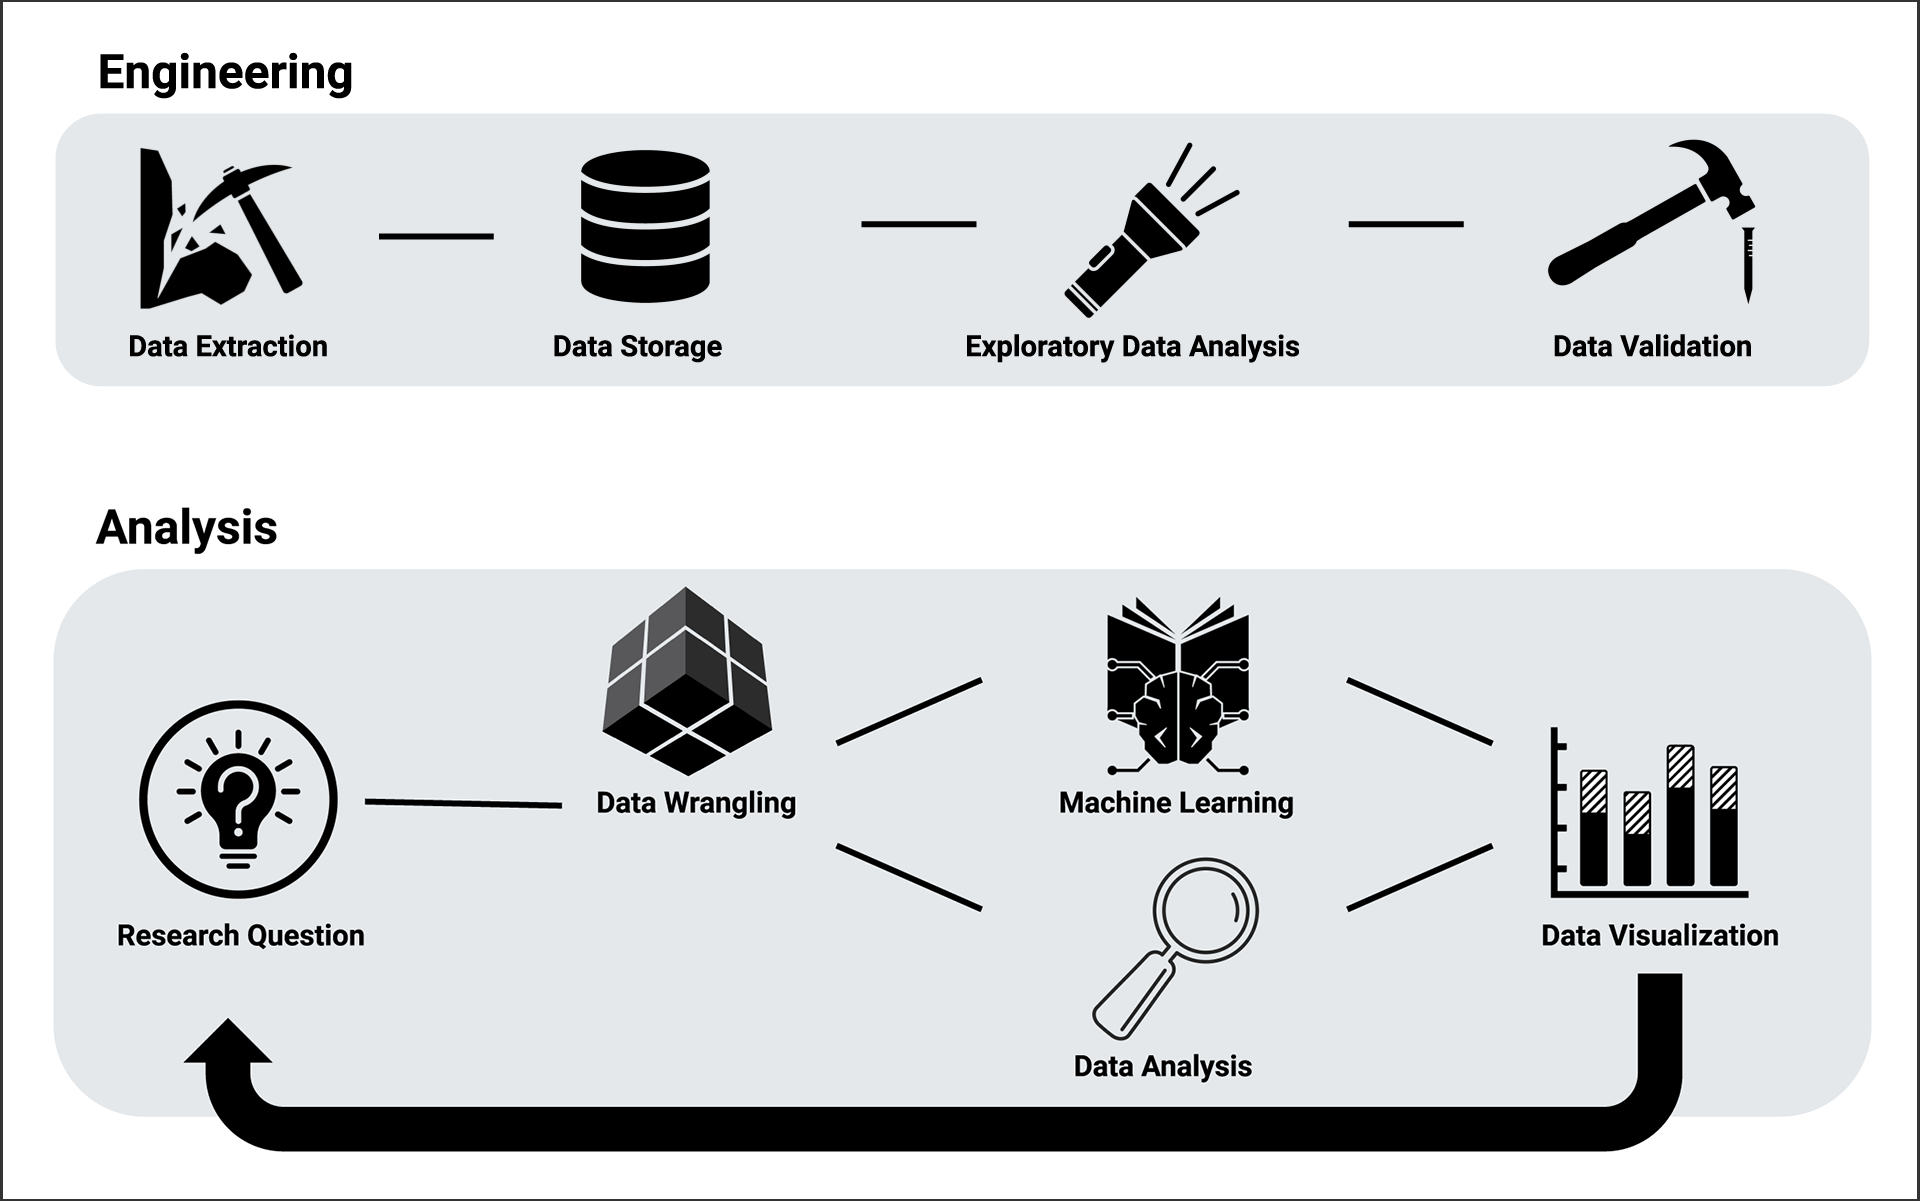 Engineering
Data Extraction
Data Storage
Exploratory Data Analysis
Data Validation
Analysis
Research Question
Data Wrangling
Machine Learning
Data Analysis
Data Visualization